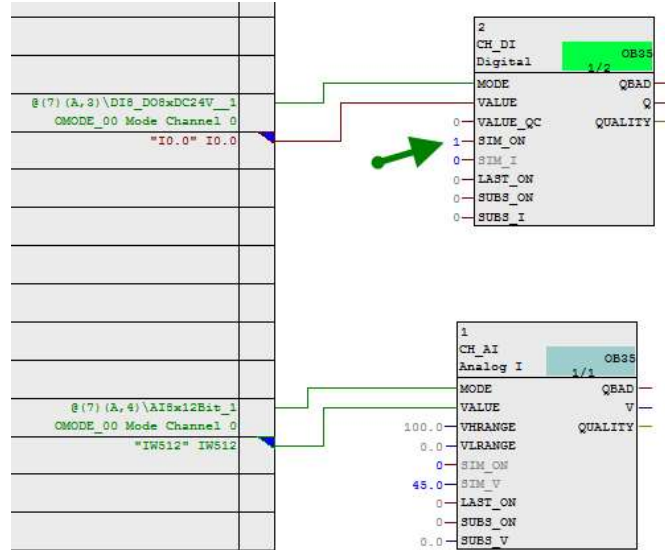 2
CH_DI
Digital
OB35
1/2
MODE
QBAD
VALUE
Q
0
VALUE_QC
QUALITY
1
SIM_ON
0
SIM_I
0
LAST_ON
0
SUBS_ON
0
SUBS_I
@(7)(A,3)\DI8_DO8xDC24V__1
OMODE_00 Mode Channel 0
"I0.0" I0.0
1
CH_AI
Analog I
OB35
1/1
MODE
QBAD
VALUE
V
100.0
VHRANGE
QUALITY
0.0
VLRANGE
0
SIM_ON
45.0
SIM_V
0
LAST_ON
0
SUBS_ON
0.0
SUBS_V
@(7)(A,4)\AI8x12Bit_1
OMODE_00 Mode Channel 0
"IW512" IW512